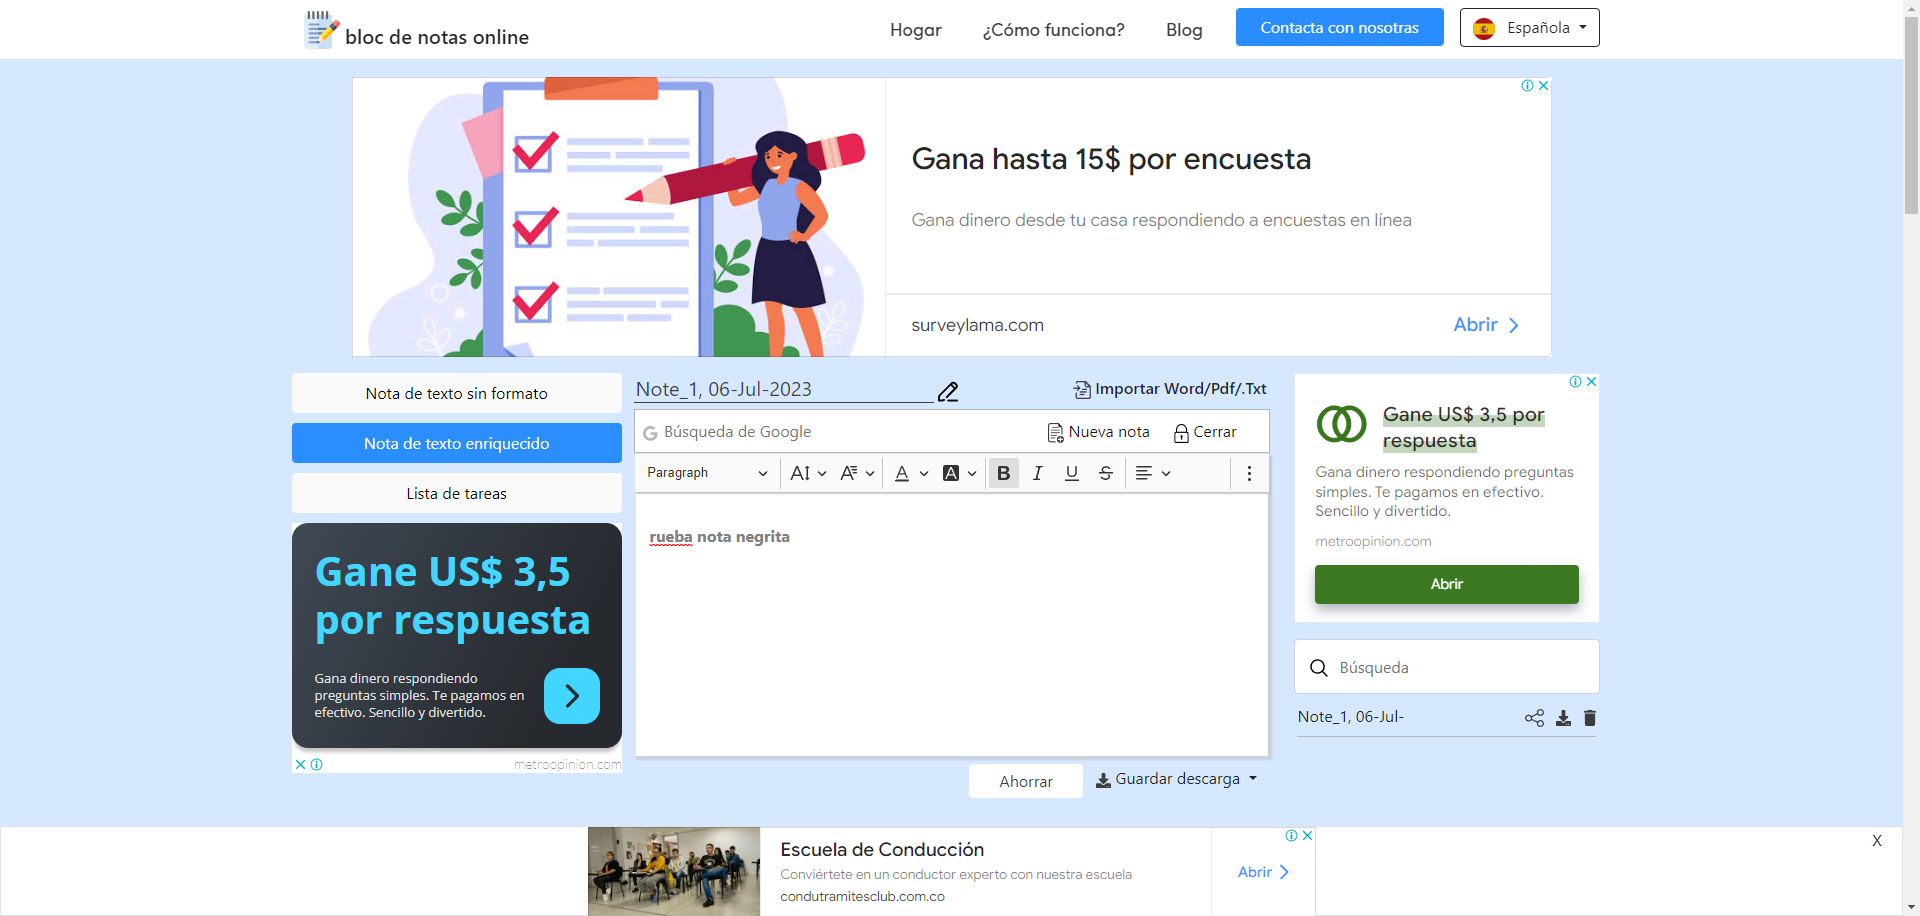 bloc de notas online
Hogar
¿Cómo funciona?
Blog
Contacta con nosotras
Española
Gana hasta 15$ por encuesta
Gana dinero desde tu casa respondiendo a encuestas en línea
surveylama.com
Abrir
Nota de texto sin formato
Nota de texto enriquecido
Lista de tareas
Gane US$ 3,5
por respuesta
Gana dinero respondiendo
preguntas simples. Te pagamos en
efectivo. Sencillo y divertido.
metroopinion.com
Note_1, 06-Jul-2023
Importar Word/Pdf/.Txt
Búsqueda de Google
Nueva nota
Cerrar
Paragraph
A
A
A
A
B
I
U
S
rueba nota negrita
Ahorrar
Guardar descarga
Gane US$ 3,5 por
respuesta
Gana dinero respondiendo preguntas
simples. Te pagamos en efectivo.
Sencillo y divertido.
metroopinion.com
Abrir
Búsqueda
Note_1, 06-Jul-
Escuela de Conducción
Conviértete en un conductor experto con nuestra escuela
condutramitesclub.com.co
Abrir
X